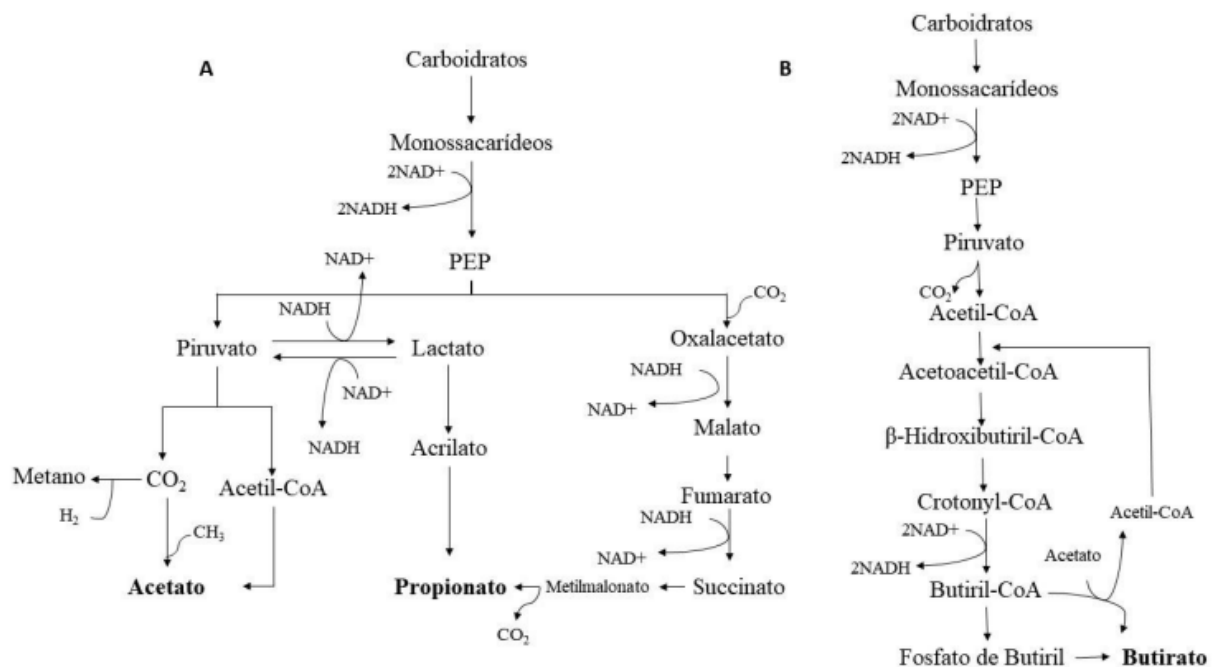 A
Carboidratos
Monossacarídeos
2NAD+
2NADH
PEP
NAD+
NADH
CO2
Piruvato
Lactato
Oxalacetato
NAD+
NADH
NADH
NAD+
Malato
Acrilato
Metano
CO2
Acetil-CoA
Fumarato
H2
CH3
NADH
NAD+
Acetato
Propionato
Metilmalonato
Succinato
CO2
B
Carboidratos
Monossacarídeos
2NAD+
2NADH
PEP
Piruvato
CO2
Acetil-CoA
Acetoacetil-CoA
β-Hidroxibutiril-CoA
Crotonyl-CoA
Acetil-CoA
2NAD+
2NADH
Acetato
Butiril-CoA
Fosfato de Butiril
Butirato